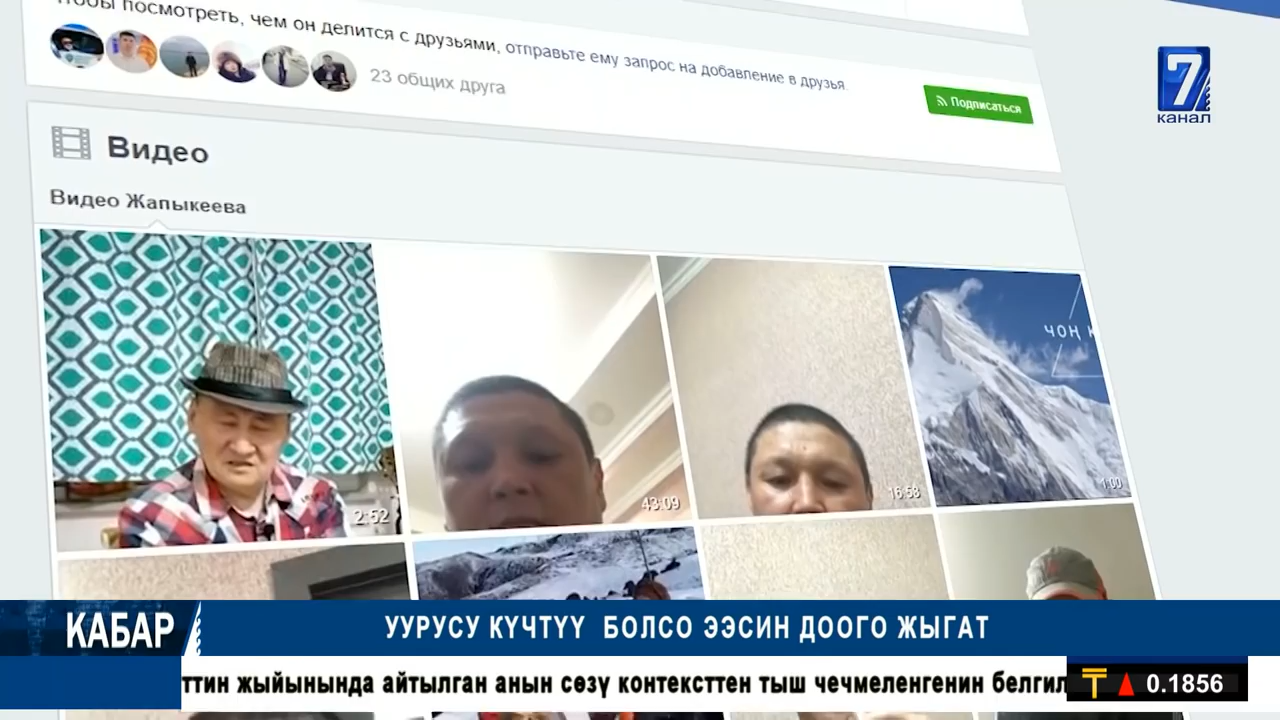 Чтобы посмотреть, чем он делится с друзьями, отправьте ему запрос на добавление в друзья.
23 общих друга
Подписаться
7
канал
Видео
Видео Жапыкеева
ЧОҢ К
2:52
43:09
16:58
1:00
КАБАР
УУРУСУ КҮЧТҮҮ БОЛСО ЭЭСИН ДООГО ЖЫГАТ
ттин жыйынында айтылган анын сөзү контексттен тыш чечмеленгенин белгил
₸ ▲ 0.1856